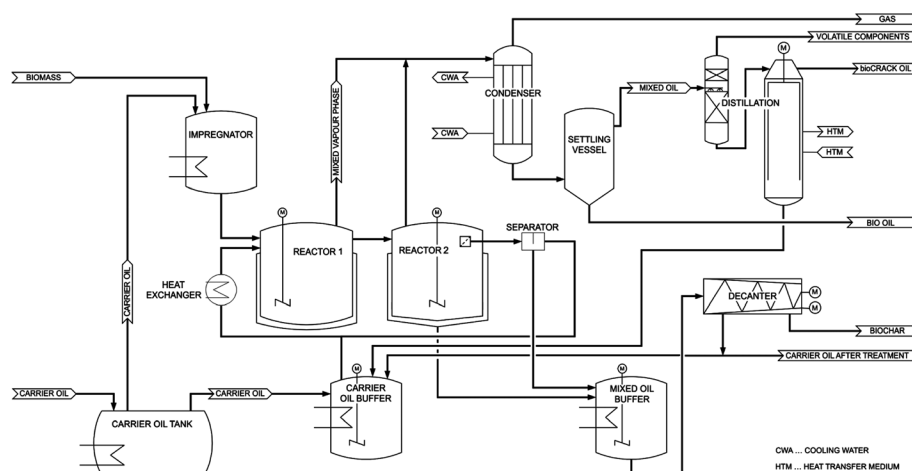 GAS
VOLATILE COMPONENTS
M
bioCRACK OIL
BIOMASS
CWA
CONDENSER
MIXED OIL
DISTILLATION
MIXED VAPOUR PHASE
IMPREGNATOR
CWA
SETTLING
VESSEL
HTM
HTM
M
M
BIO OIL
SEPARATOR
REACTOR 1
REACTOR 2
CARRIER OIL
HEAT
EXCHANGER
DECANTER
M
M
BIOCHAR
CARRIER OIL AFTER TREATMENT
M
M
CARRIER OIL
CARRIER OIL
CARRIER
OIL BUFFER
MIXED OIL
BUFFER
CARRIER OIL TANK
CWA ... COOLING WATER
HTM ... HEAT TRANSFER MEDIUM